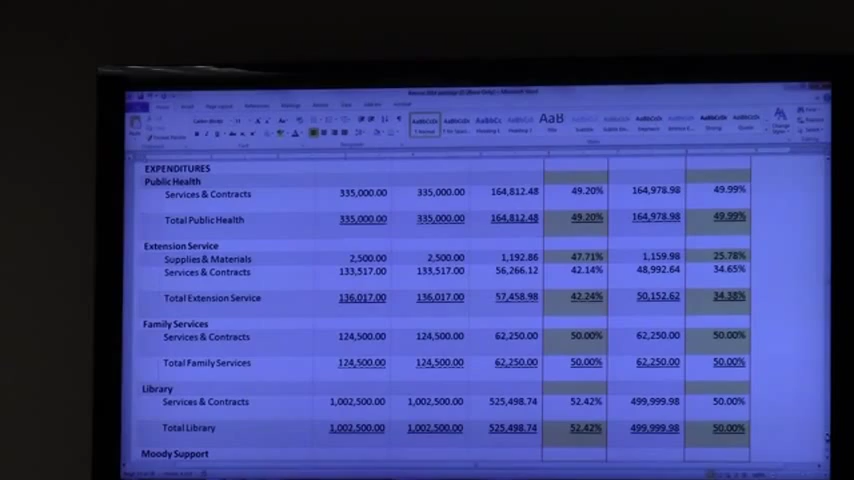 EXPENDITURES
Public Health
Services & Contracts 335,000.00 335,000.00 164,812.48 49.20% 164,978.98 49.99%
Total Public Health 335,000.00 335,000.00 164,812.48 49.20% 164,978.98 49.99%
Extension Service
Supplies & Materials 2,500.00 2,500.00 1,192.86 47.71% 1,159.98 25.78%
Services & Contracts 133,517.00 133,517.00 56,266.12 42.14% 48,992.64 34.65%
Total Extension Service 136,017.00 136,017.00 57,458.98 42.24% 50,152.62 34.38%
Family Services
Services & Contracts 124,500.00 124,500.00 62,250.00 50.00% 62,250.00 50.00%
Total Family Services 124,500.00 124,500.00 62,250.00 50.00% 62,250.00 50.00%
Library
Services & Contracts 1,002,500.00 1,002,500.00 525,498.74 52.42% 499,999.98 50.00%
Total Library 1,002,500.00 1,002,500.00 525,498.74 52.42% 499,999.98 50.00%
Moody Support